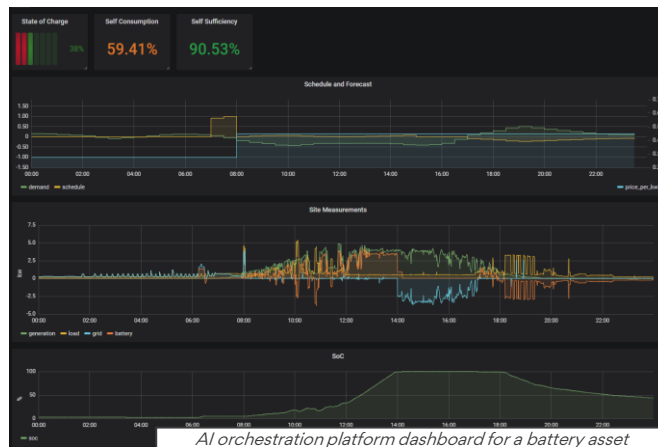 State of Charge
Self Consumption
Self Sufficiency
38%
59.41%
90.53%
Schedule and Forecast
1.50
1.00
0.50
0
-0.50
-1.00
-1.50
00:00 02:00 04:00 06:00 08:00 10:00 12:00 14:00 16:00 18:00 20:00 22:00
demand schedule
Site Measurements
7.5
5.0
2.5
0
-2.5
-5.0
kw
00:00 02:00 04:00 06:00 08:00 10:00 12:00 14:00 16:00 18:00 20:00 22:00
generation load grid battery
SoC
100
50
0
%
00:00 02:00 04:00 06:00 08:00 10:00 12:00 14:00 16:00 18:00 20:00 22:00
AI orchestration platform dashboard for a battery asset